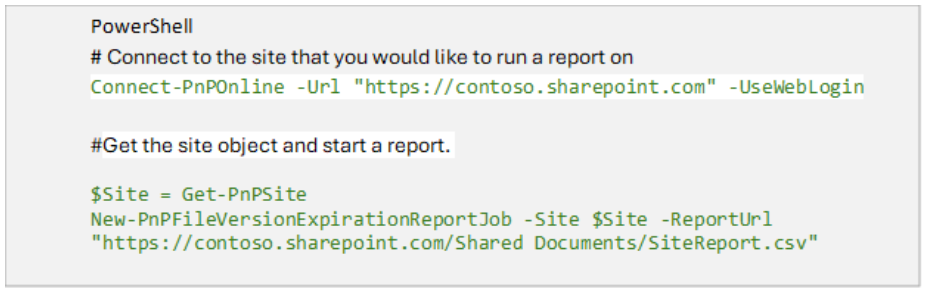 PowerShell
# Connect to the site that you would like to run a report on
Connect-PnPOnline -Url "https://contoso.sharepoint.com" -UseWebLogin
#Get the site object and start a report.
$Site = Get-PnPSite
New-PnPFileVersionExpirationReportJob -Site $Site -ReportUrl
"https://contoso.sharepoint.com/Shared Documents/SiteReport.csv"